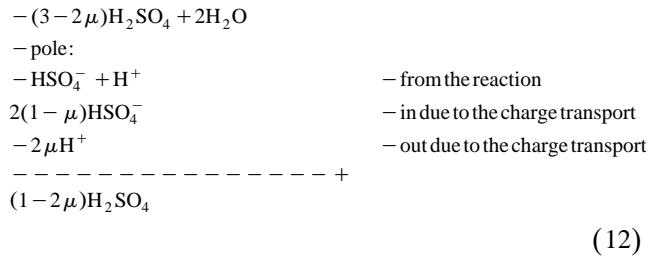 −(3−2μ)H₂SO₄ + 2H₂O
−pole:
−HSO₄⁻ + H⁺ −from the reaction
2(1−μ)HSO₄⁻ −in due to the charge transport
−2μH⁺ −out due to the charge transport
− − − − − − − − − − − − − − − +
(1−2μ)H₂SO₄
(12)